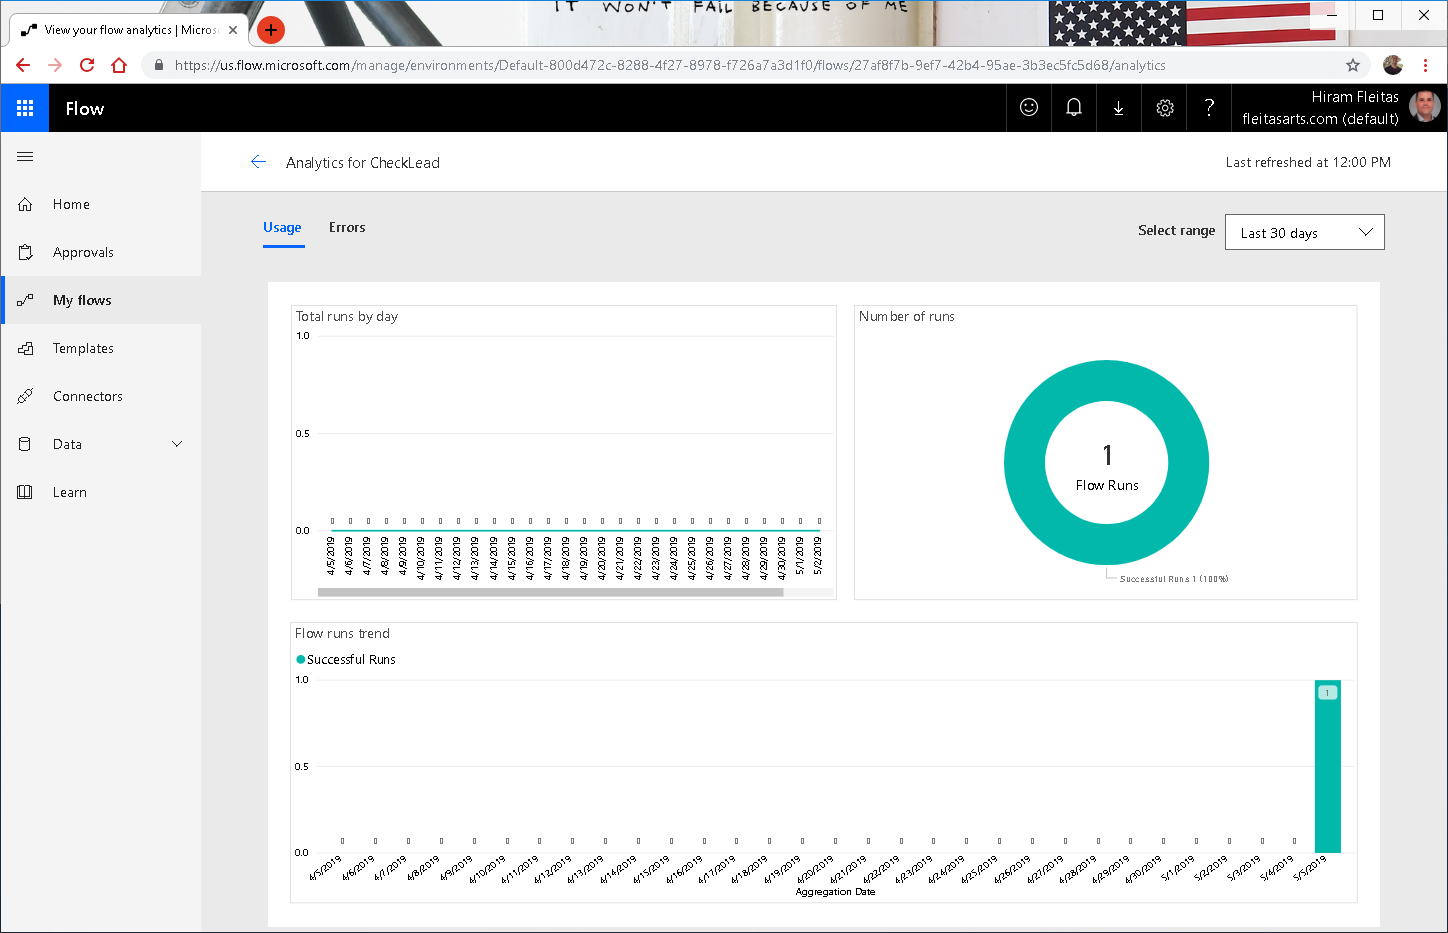 IT WON'T FAIL BECAUSE OF ME
View your flow analytics | Micros
https://us.flow.microsoft.com/manage/environments/Default-800d472c-8288-4f27-8978-f726a7a3d1f0/flows/27af8f7b-9ef7-42b4-95ae-3b3ec5fc5d68/analytics
Flow
?
Hiram Fleitas
fleitasarts.com (default)
Analytics for CheckLead
Last refreshed at 12:00 PM
Home
Approvals
My flows
Templates
Connectors
Data
Learn
Usage
Errors
Select range
Last 30 days
Total runs by day
1.0
0.5
0.0
4/5/2019
4/6/2019
4/7/2019
4/8/2019
4/9/2019
4/10/2019
4/11/2019
4/12/2019
4/13/2019
4/14/2019
4/15/2019
4/16/2019
4/17/2019
4/18/2019
4/19/2019
4/20/2019
4/21/2019
4/22/2019
4/23/2019
4/24/2019
4/25/2019
4/26/2019
4/27/2019
4/28/2019
4/29/2019
4/30/2019
5/1/2019
5/2/2019
Number of runs
1
Flow Runs
Successful Runs 1 (100%)
Flow runs trend
Successful Runs
1.0
0.5
0.0
1
4/5/2019
4/6/2019
4/7/2019
4/8/2019
4/9/2019
4/10/2019
4/11/2019
4/12/2019
4/13/2019
4/14/2019
4/15/2019
4/16/2019
4/17/2019
4/18/2019
4/19/2019
4/20/2019
4/21/2019
4/22/2019
4/23/2019
4/24/2019
4/25/2019
4/26/2019
4/27/2019
4/28/2019
4/29/2019
4/30/2019
5/1/2019
5/2/2019
5/3/2019
5/4/2019
5/5/2019
Aggregation Date